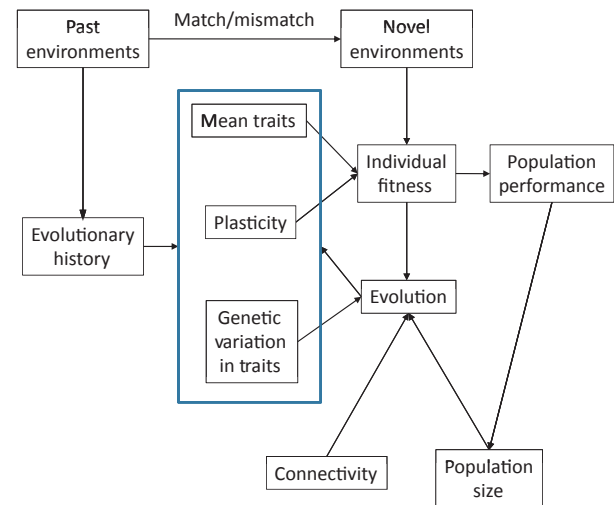 Past
environments
Match/mismatch
Novel
environments
Mean traits
Individual
fitness
Population
performance
Plasticity
Evolutionary
history
Evolution
Genetic
variation
in traits
Connectivity
Population
size